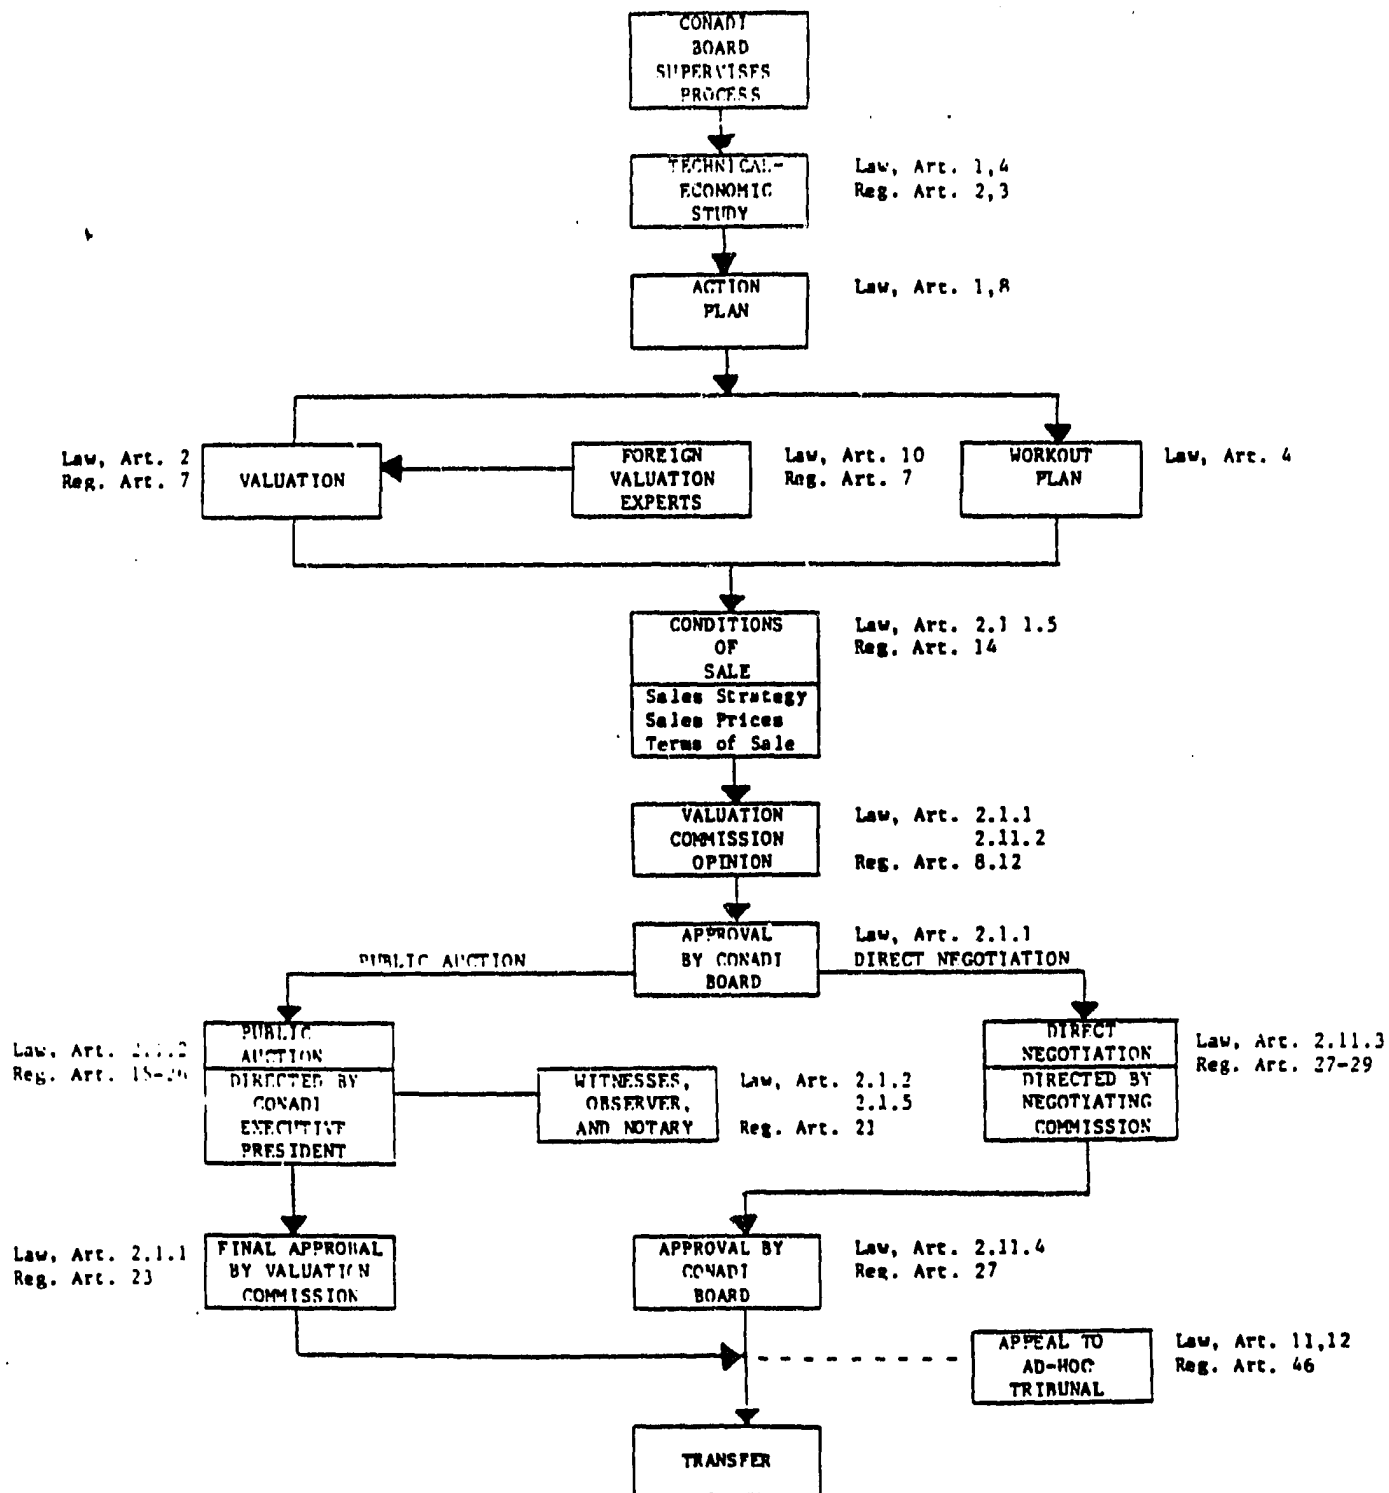 CONADI
BOARD
SUPERVISES
PROCESS
TECHNICAL-
ECONOMIC
STUDY
Law, Art. 1,4
Reg. Art. 2,3
ACTION
PLAN
Law, Art. 1,8
Law, Art. 2
Reg. Art. 7
VALUATION
FOREIGN
VALUATION
EXPERTS
Law, Art. 10
Reg. Art. 7
WORKOUT
PLAN
Law, Art. 4
CONDITIONS
OF
SALE
Sales Strategy
Sales Prices
Terms of Sale
Law, Art. 2.1 1.5
Reg. Art. 14
VALUATION
COMMISSION
OPINION
Law, Art. 2.1.1
2.11.2
Reg. Art. 8.12
APPROVAL
BY CONADI
BOARD
Law, Art. 2.1.1
PUBLIC AUCTION
DIRECT NEGOTIATION
Law, Art.
Reg. Art.
PUBLIC
AUCTION
DIRECTED BY
CONADI
EXECUTIVE
PRESIDENT
WITNESSES,
OBSERVER,
AND NOTARY
Law, Art. 2.1.2
2.1.5
Reg. Art. 21
DIRECT
NEGOTIATION
DIRECTED BY
NEGOTIATING
COMMISSION
Law, Art. 2.11.3
Reg. Art. 27-29
Law, Art. 2.1.1
Reg. Art. 23
FINAL APPROVAL
BY VALUATION
COMMISSION
APPROVAL BY
CONADI
BOARD
Law, Art. 2.11.4
Reg. Art. 27
APPEAL TO
AD-HOC
TRIBUNAL
Law, Art. 11,12
Reg. Art. 46
TRANSFER